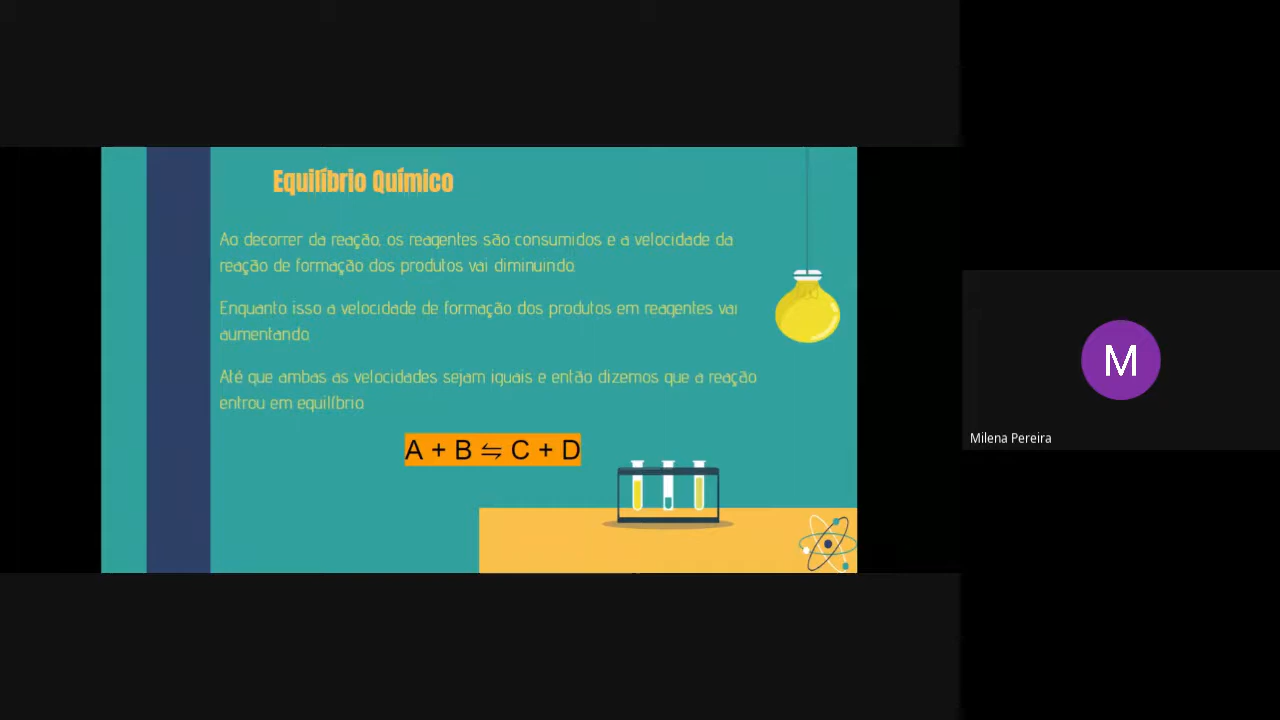 Equilíbrio Químico
Ao decorrer da reação, os reagentes são consumidos e a velocidade da
reação de formação dos produtos vai diminuindo.
Enquanto isso a velocidade de formação dos produtos em reagentes vai
aumentando.
Até que ambas as velocidades sejam iguais e então dizemos que a reação
entrou em equilíbrio.
A + B ⇋ C + D
M
Milena Pereira